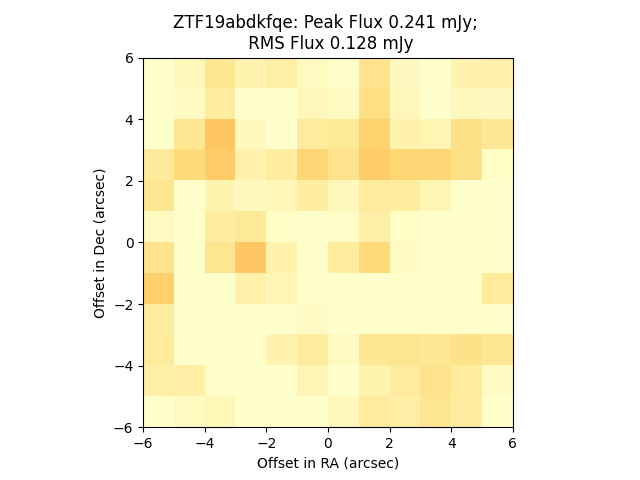 ZTF19abdkfqe: Peak Flux 0.241 mJy;
RMS Flux 0.128 mJy
6
4
2
0
−2
−4
−6
Offset in Dec (arcsec)
−6 −4 −2 0 2 4 6
Offset in RA (arcsec)